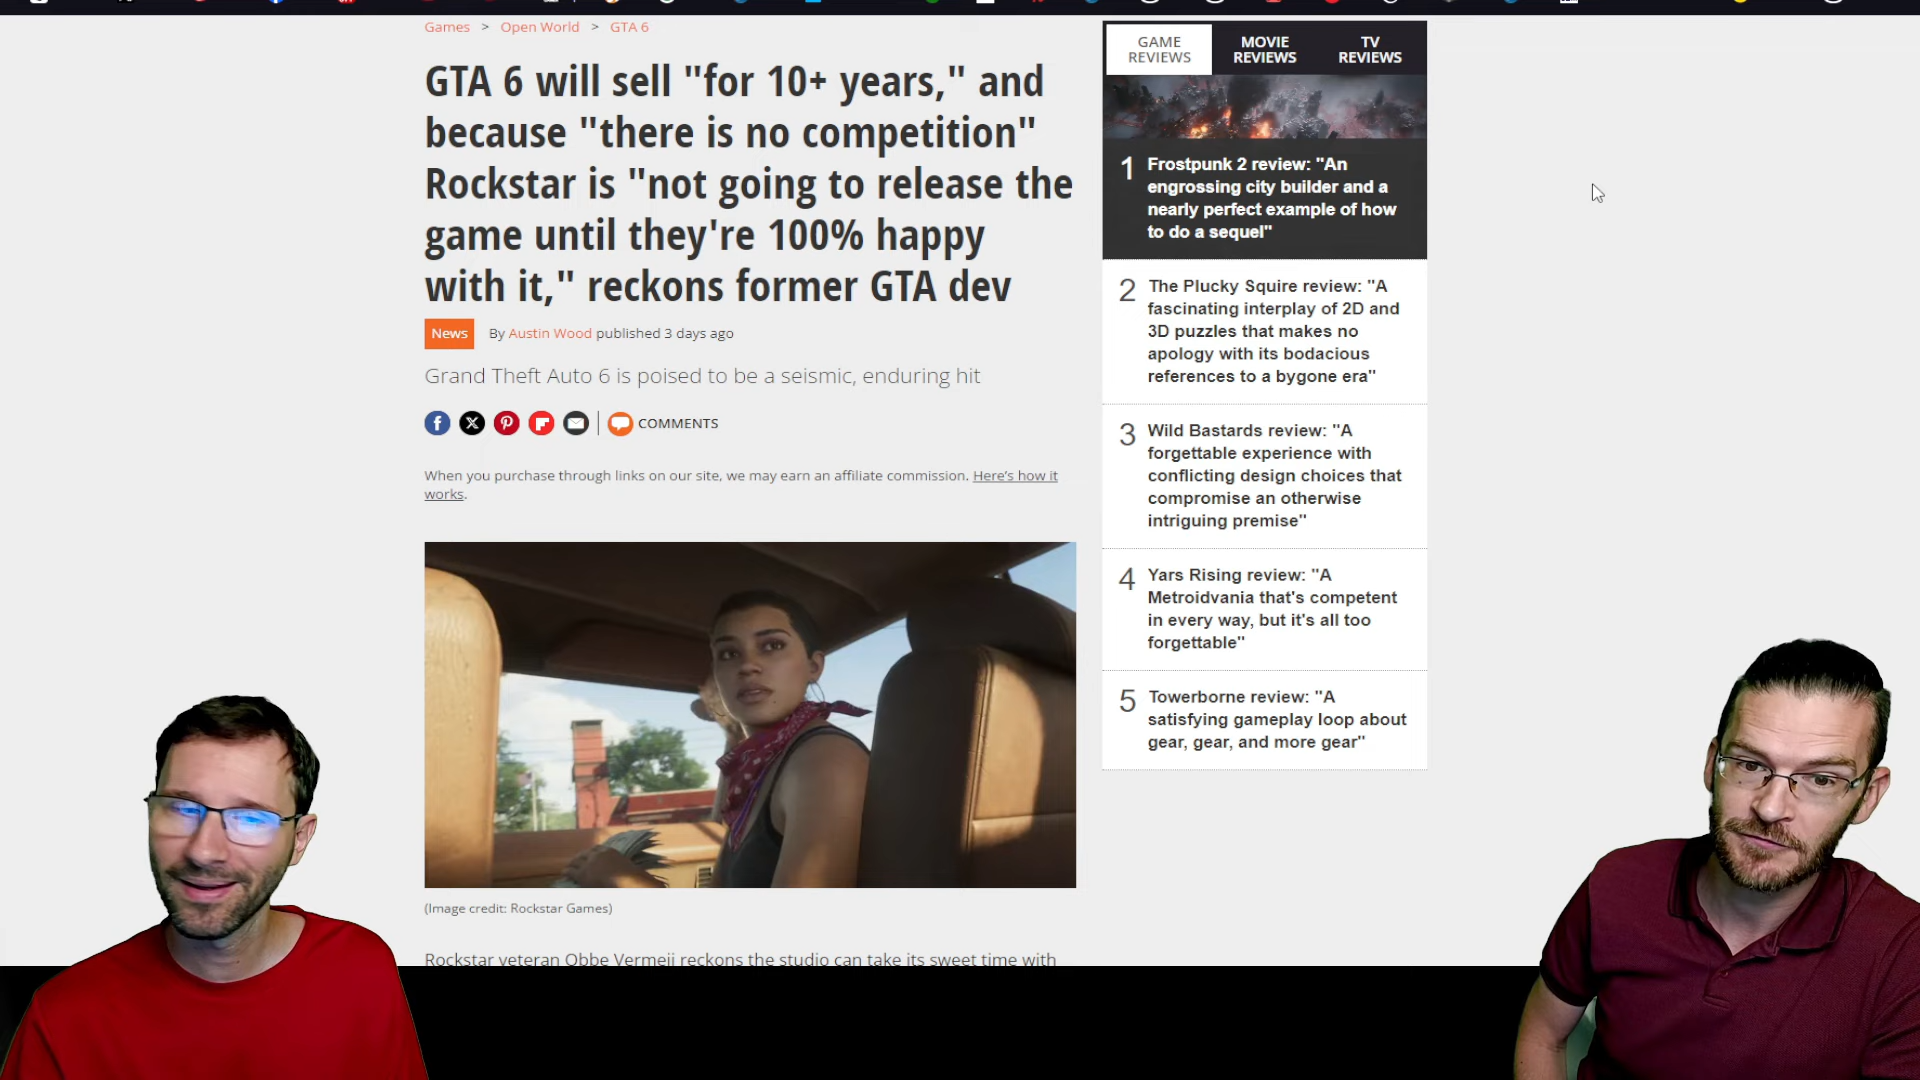 Games > Open World > GTA 6
GTA 6 will sell "for 10+ years," and
because "there is no competition"
Rockstar is "not going to release the
game until they're 100% happy
with it," reckons former GTA dev
News By Austin Wood published 3 days ago
Grand Theft Auto 6 is poised to be a seismic, enduring hit
COMMENTS
When you purchase through links on our site, we may earn an affiliate commission. Here's how it
works.
(Image credit: Rockstar Games)
Rockstar veteran Obbe Vermeij reckons the studio can take its sweet time with
GAME
REVIEWS
MOVIE
REVIEWS
TV
REVIEWS
1 Frostpunk 2 review: "An
engrossing city builder and a
nearly perfect example of how
to do a sequel"
2 The Plucky Squire review: "A
fascinating interplay of 2D and
3D puzzles that makes no
apology with its bodacious
references to a bygone era"
3 Wild Bastards review: "A
forgettable experience with
conflicting design choices that
compromise an otherwise
intriguing premise"
4 Yars Rising review: "A
Metroidvania that's competent
in every way, but it's all too
forgettable"
5 Towerborne review: "A
satisfying gameplay loop about
gear, gear, and more gear"